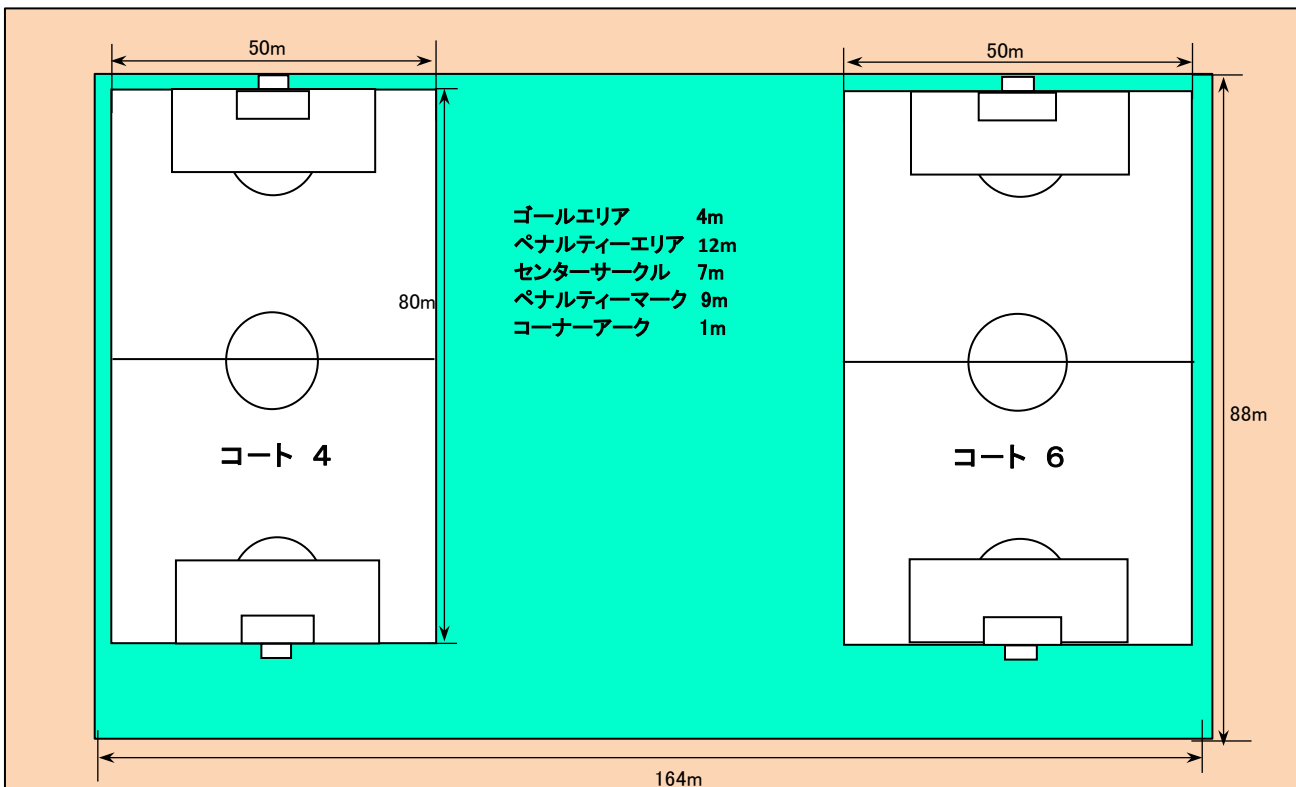 50m
50m
ゴールエリア 4m
ペナルティーエリア 12m
センターサークル 7m
ペナルティーマーク 9m
コーナーアーク 1m
80m
88m
コート 4
コート 6
164m